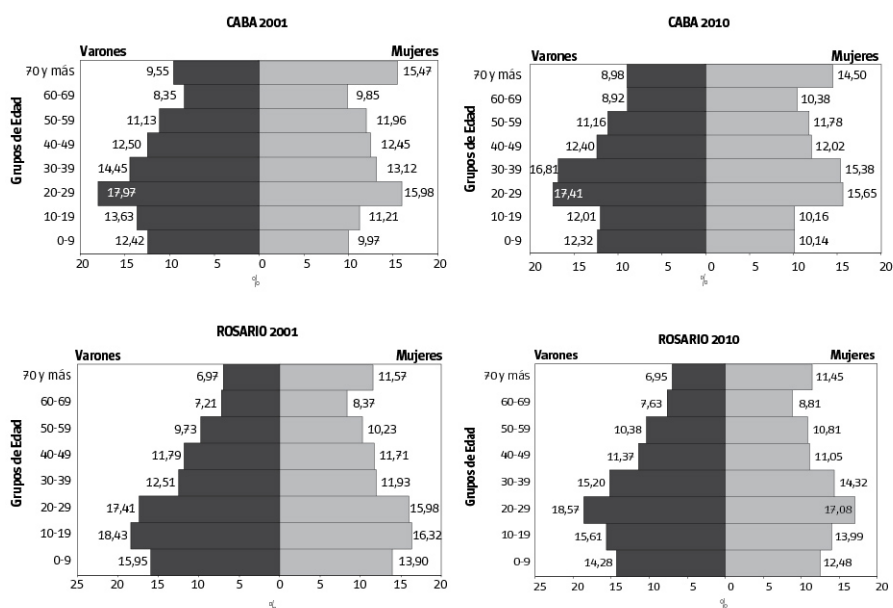 CABA 2001
Varones Mujeres
Grupos de Edad
70 y más 9,55 15,47
60-69 8,35 9,85
50-59 11,13 11,96
40-49 12,50 12,45
30-39 14,45 13,12
20-29 17,97 15,98
10-19 13,63 11,21
0-9 12,42 9,97
20 15 10 5 0 5 10 15 20
%
CABA 2010
Varones Mujeres
Grupos de Edad
70 y más 8,98 14,50
60-69 8,92 10,38
50-59 11,16 11,78
40-49 12,40 12,02
30-39 16,81 15,38
20-29 17,41 15,65
10-19 12,01 10,16
0-9 12,32 10,14
20 15 10 5 0 5 10 15 20
%
ROSARIO 2001
Varones Mujeres
Grupos de Edad
70 y más 6,97 11,57
60-69 7,21 8,37
50-59 9,73 10,23
40-49 11,79 11,71
30-39 12,51 11,93
20-29 17,41 15,98
10-19 18,43 16,32
0-9 15,95 13,90
25 20 15 10 5 0 5 10 15 20
%
ROSARIO 2010
Varones Mujeres
Grupos de Edad
70 y más 6,95 11,45
60-69 7,63 8,81
50-59 10,38 10,81
40-49 11,37 11,05
30-39 15,20 14,32
20-29 18,57 17,08
10-19 15,61 13,99
0-9 14,28 12,48
25 20 15 10 5 0 5 10 15 20
%